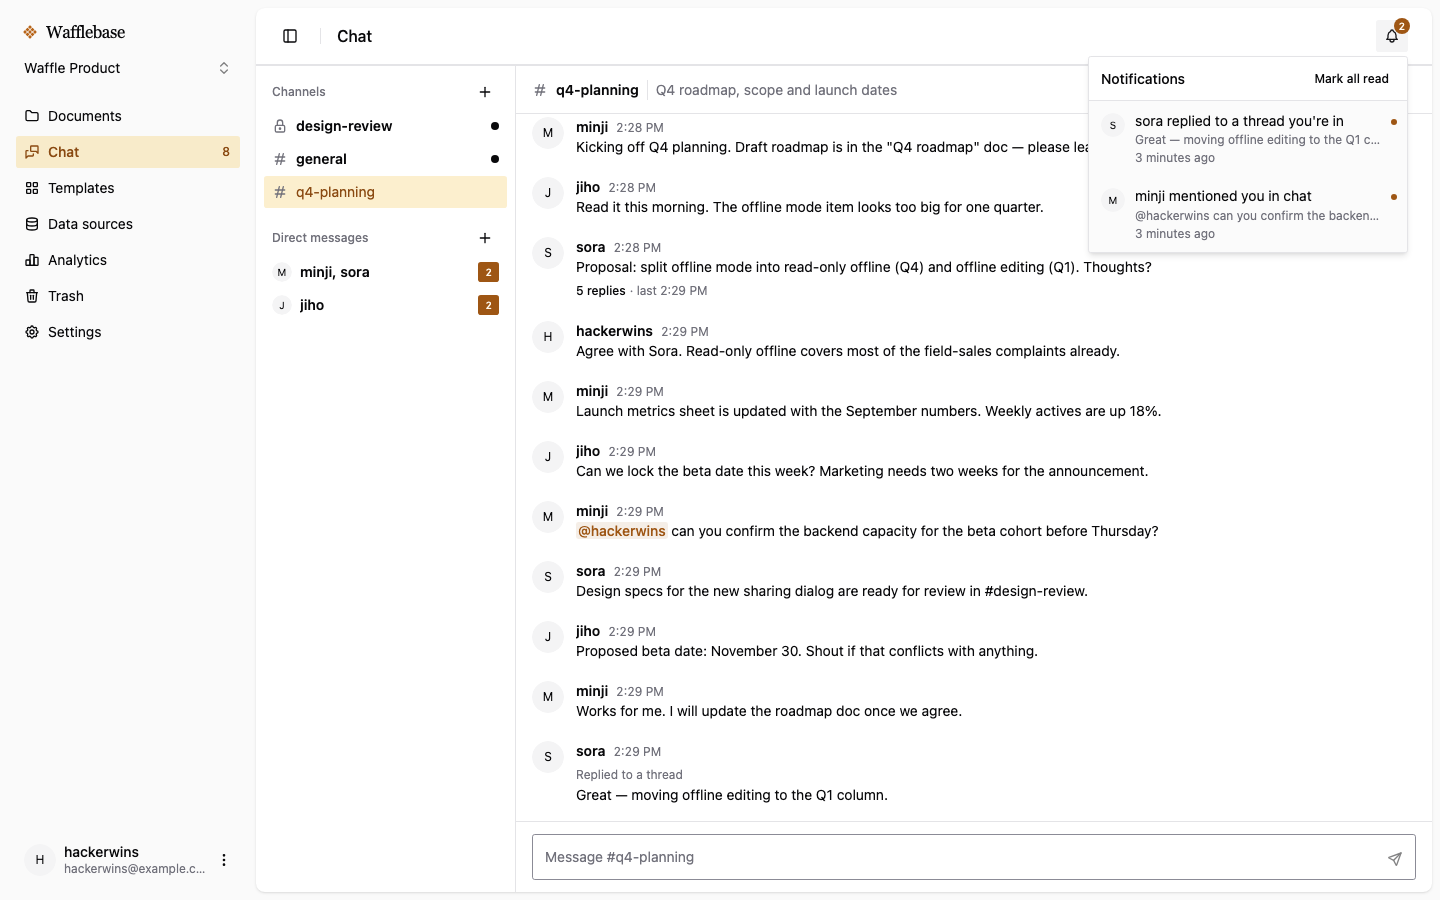 Wafflebase
Waffle Product
Documents
Chat 8
Templates
Data sources
Analytics
Trash
Settings
H
hackerwins
hackerwins@example.c...
Chat
2
Channels
design-review
# general
# q4-planning
Direct messages
M minji, sora 2
J jiho 2
# q4-planning Q4 roadmap, scope and launch dates
M minji 2:28 PM
Kicking off Q4 planning. Draft roadmap is in the "Q4 roadmap" doc — please
J jiho 2:28 PM
Read it this morning. The offline mode item looks too big for one quarter.
S sora 2:28 PM
Proposal: split offline mode into read-only offline (Q4) and offline editing (Q1). Thoughts?
5 replies · last 2:29 PM
H hackerwins 2:29 PM
Agree with Sora. Read-only offline covers most of the field-sales complaints already.
M minji 2:29 PM
Launch metrics sheet is updated with the September numbers. Weekly actives are up 18%.
J jiho 2:29 PM
Can we lock the beta date this week? Marketing needs two weeks for the announcement.
M minji 2:29 PM
@hackerwins can you confirm the backend capacity for the beta cohort before Thursday?
S sora 2:29 PM
Design specs for the new sharing dialog are ready for review in #design-review.
J jiho 2:29 PM
Proposed beta date: November 30. Shout if that conflicts with anything.
M minji 2:29 PM
Works for me. I will update the roadmap doc once we agree.
S sora 2:29 PM
Replied to a thread
Great — moving offline editing to the Q1 column.
Message #q4-planning
Notifications Mark all read
S sora replied to a thread you're in
Great — moving offline editing to the Q1 c...
3 minutes ago
M minji mentioned you in chat
@hackerwins can you confirm the backen...
3 minutes ago